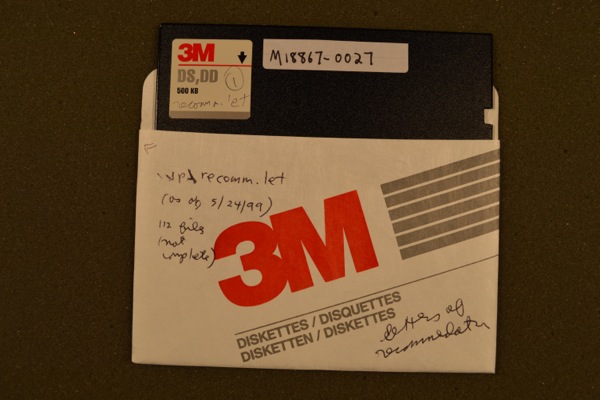 3M
DS,DD 1
500 KB
recomm. let
M18867-0027
F
wp\recomm.let
(as of 5/24/99)
112 files
(not
complete)
3M
DISKETTES / DISQUETTES
DISKETTEN / DISKETTES
letters of
recommendation